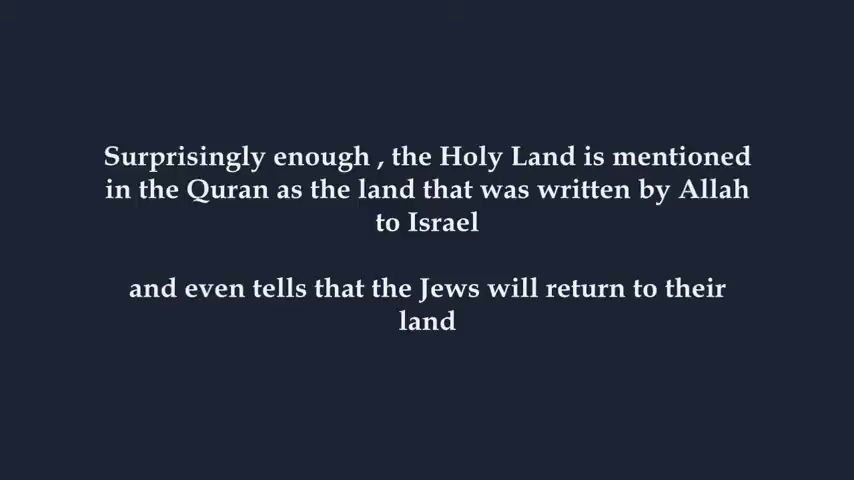 Surprisingly enough , the Holy Land is mentioned
in the Quran as the land that was written by Allah
to Israel
and even tells that the Jews will return to their
land